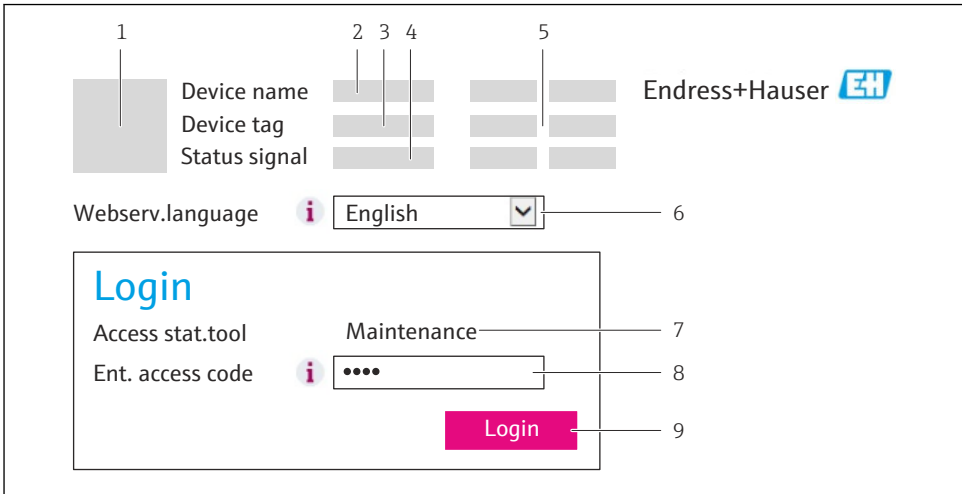 1 2 3 4 5
Device name
Device tag
Status signal
Endress+Hauser EH
Webserv.language i English 6
Login
Access stat.tool Maintenance 7
Ent. access code i •••• 8
Login 9